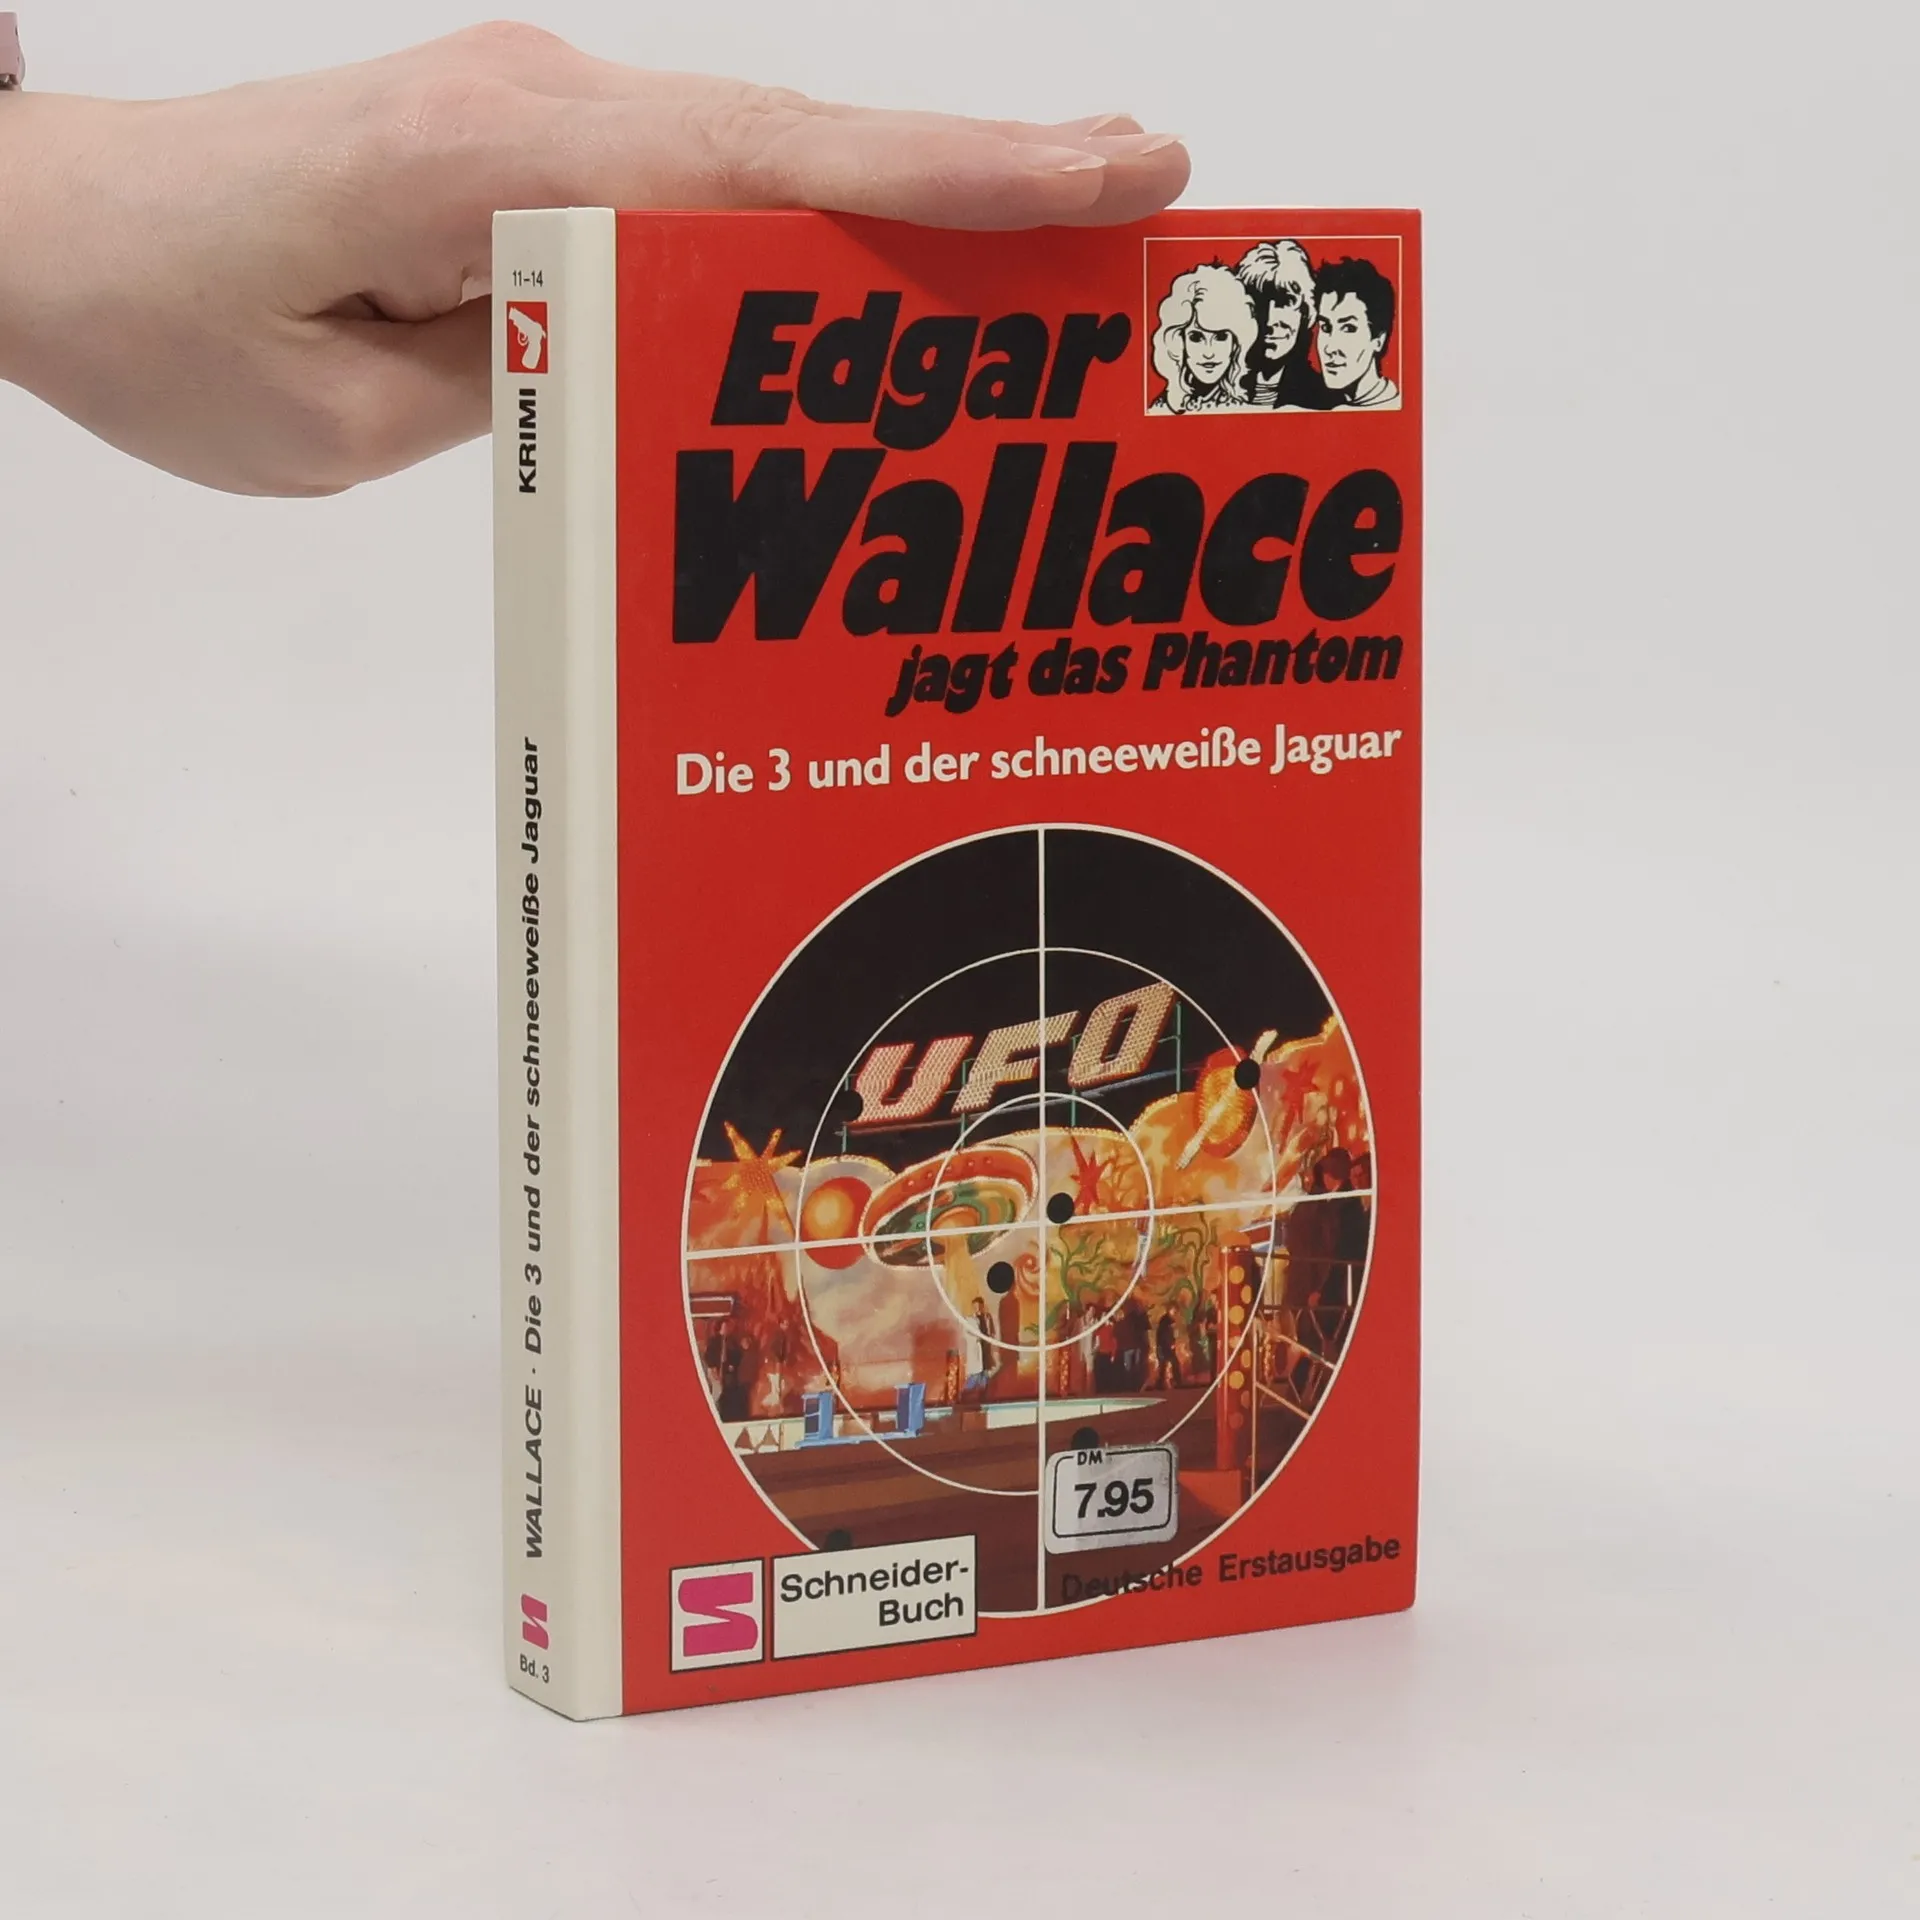 11-14
KRIMI
WALLACE · Die 3 und der schneeweiße Jaguar
Bd. 3
Edgar
Wallace
jagt das Phantom
Die 3 und der schneeweiße Jaguar
UFO
DM
7.95
Schneider-
Buch
Deutsche Erstausgabe